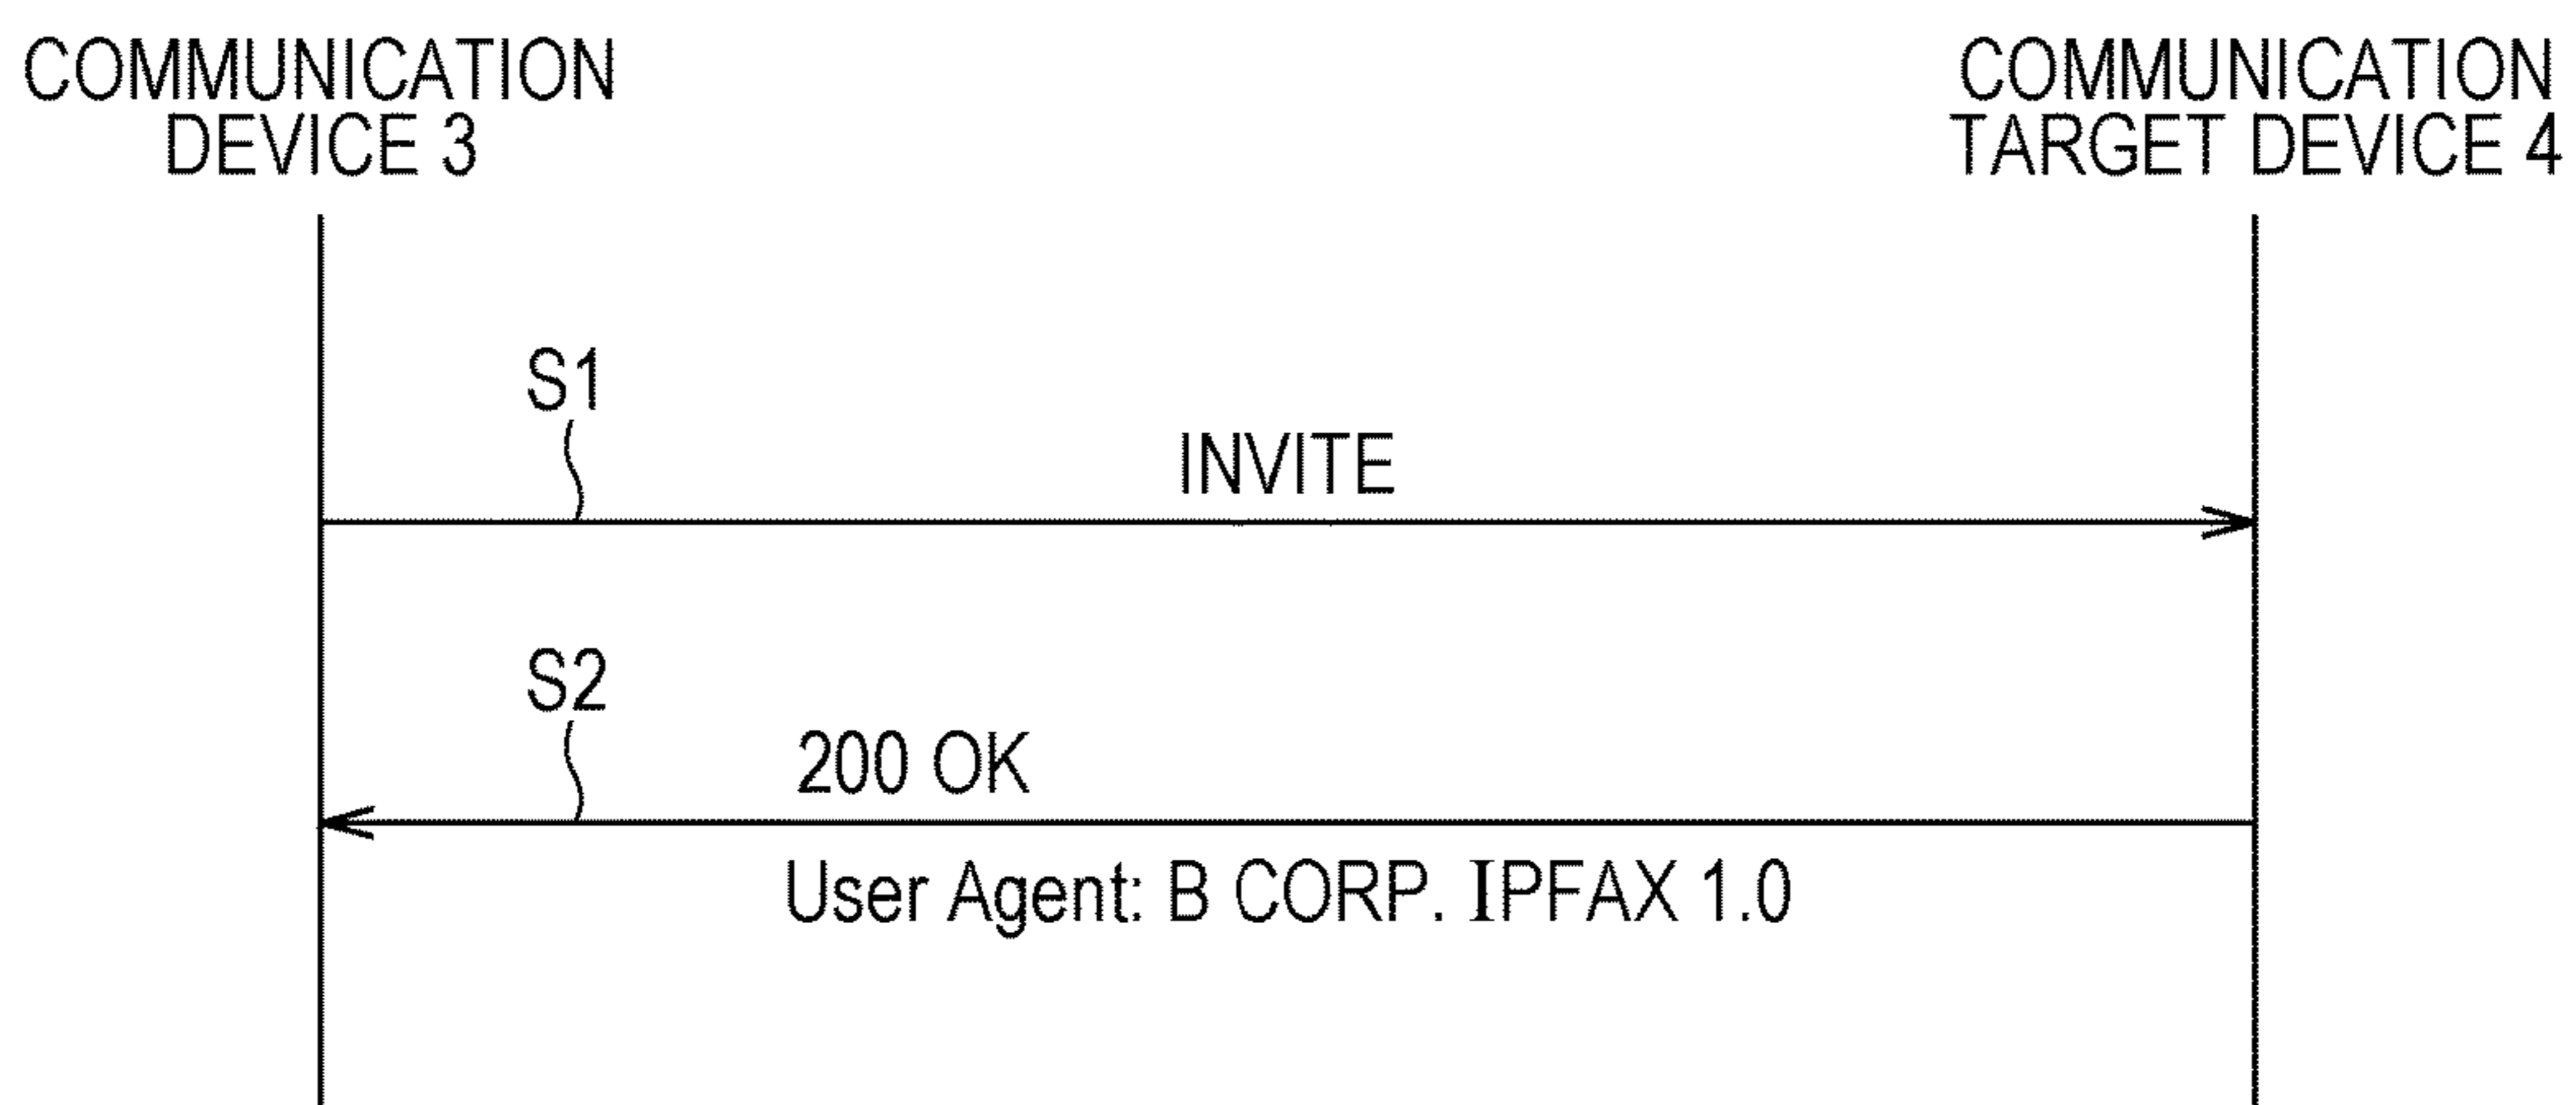 COMMUNICATION
DEVICE 3
COMMUNICATION
TARGET DEVICE 4
S1
INVITE
S2
200 OK
User Agent: B CORP. IPFAX 1.0